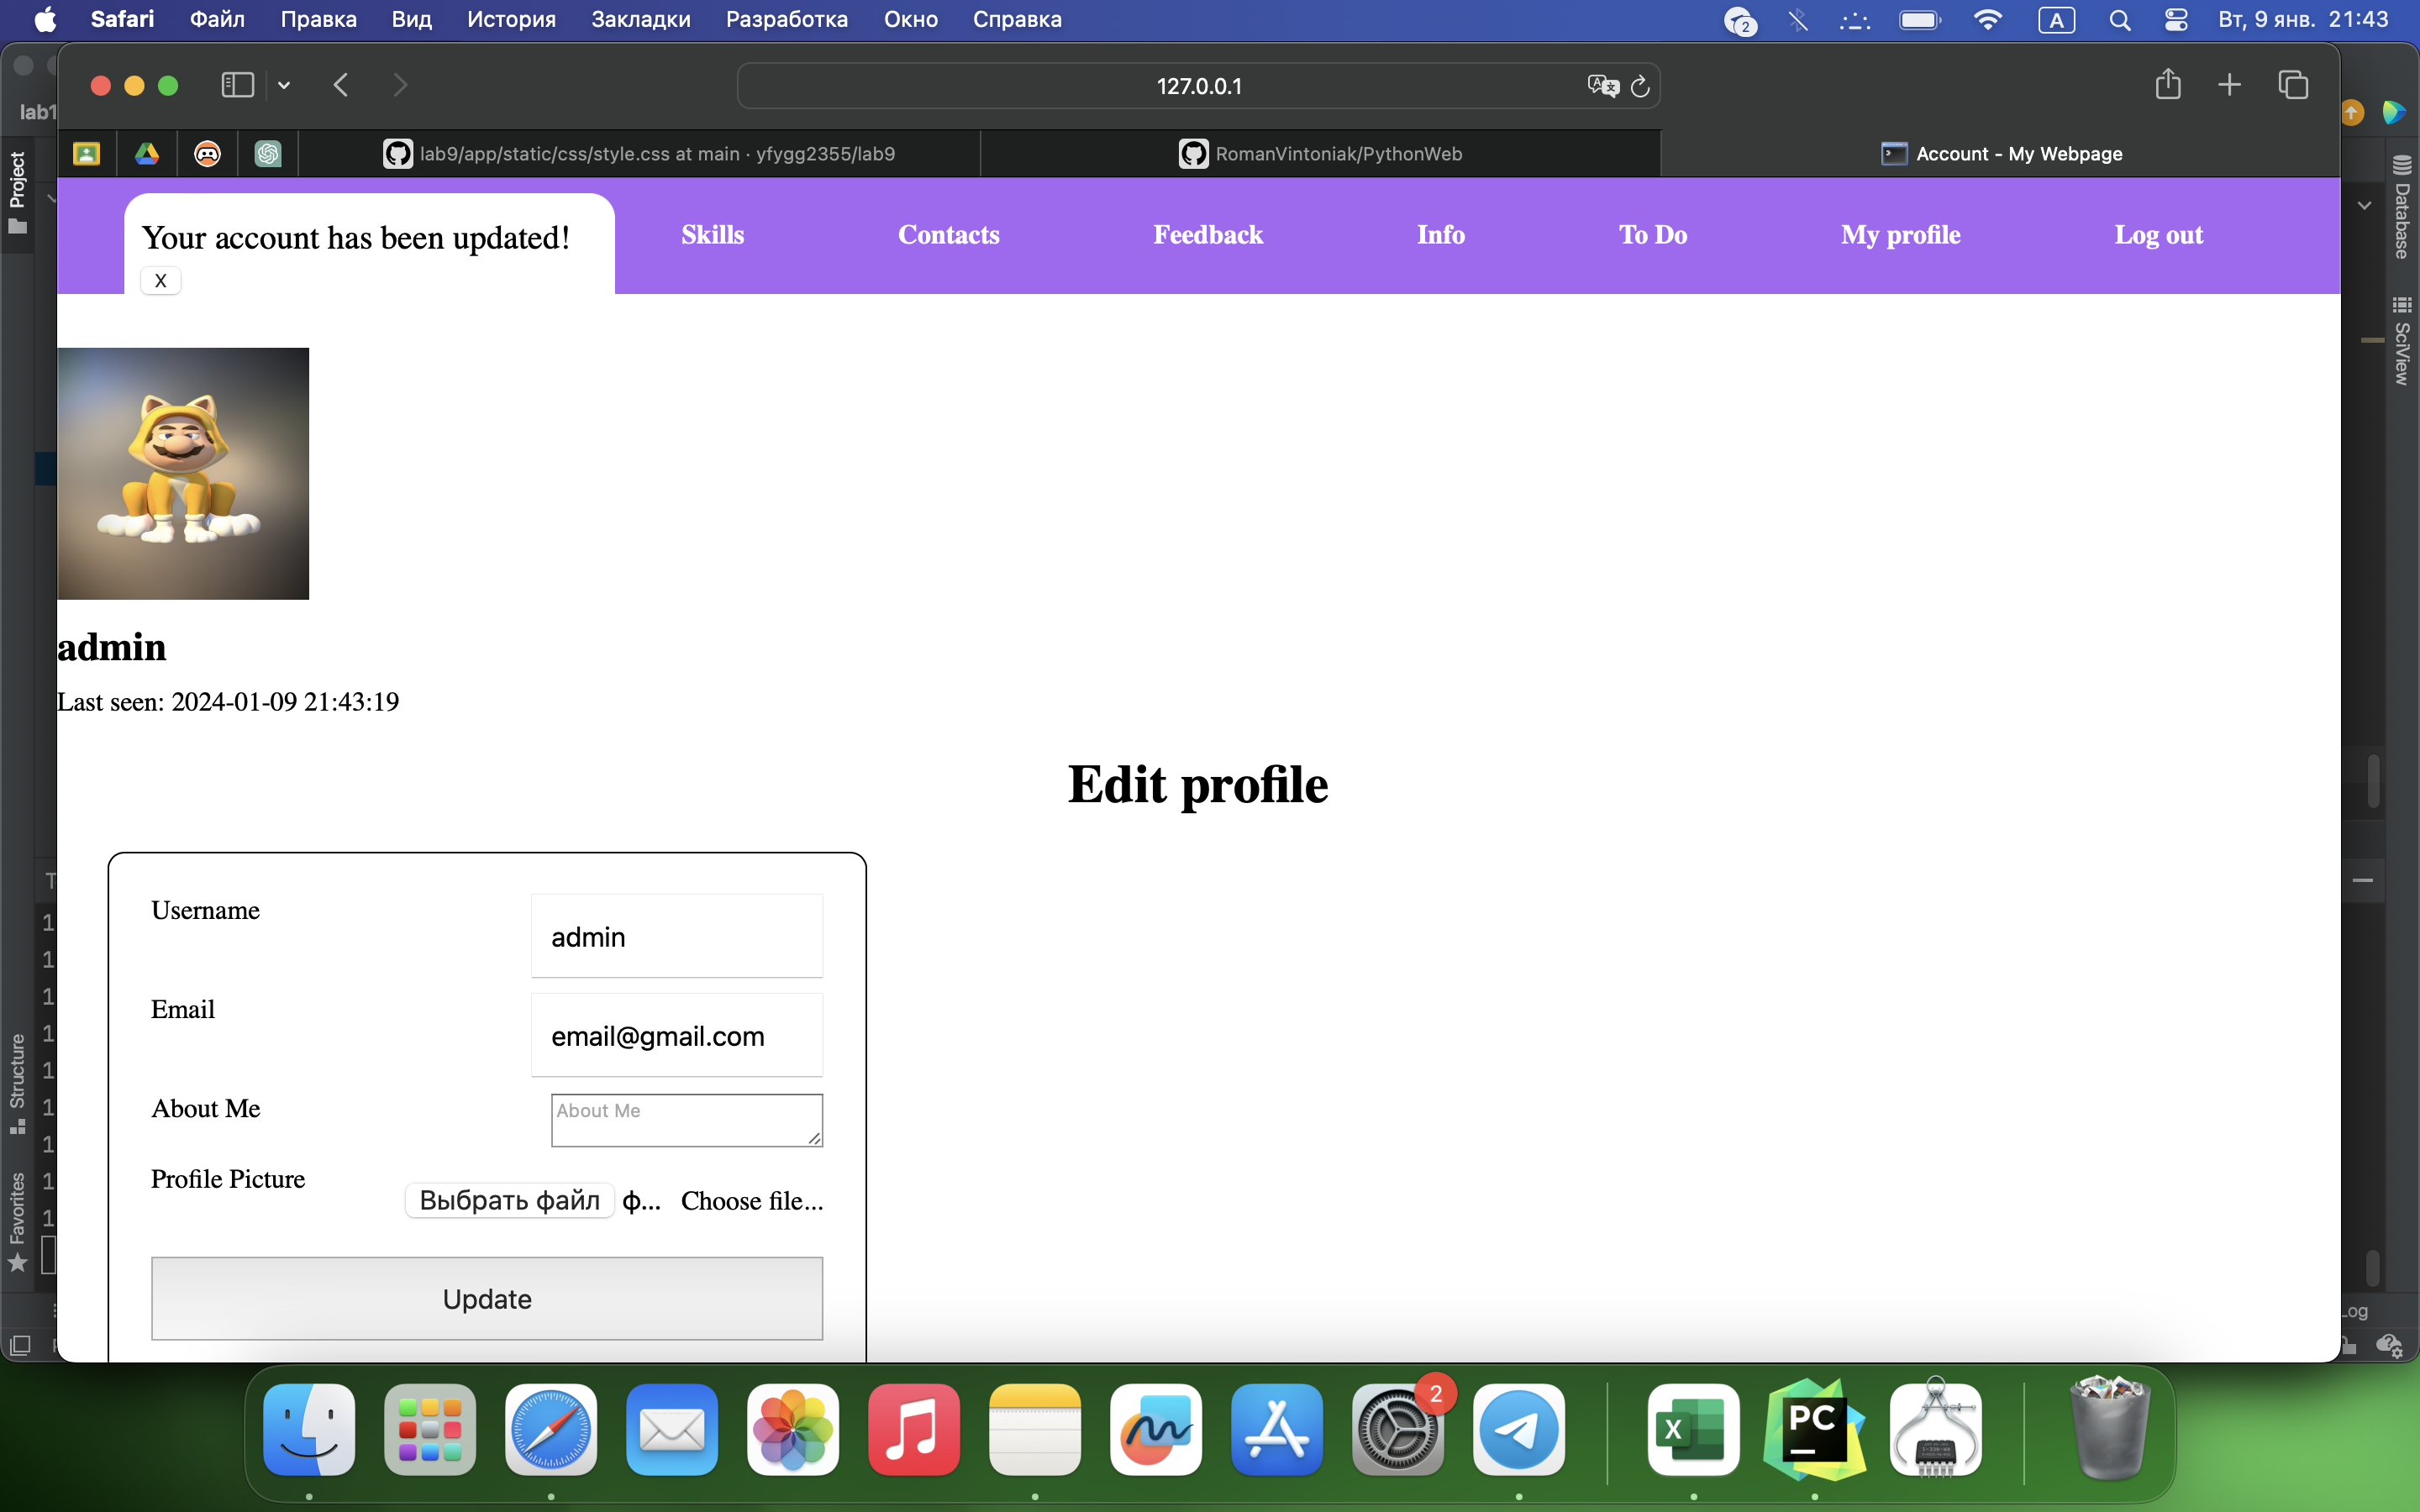 Safari Файл Правка Вид История Закладки Разработка Окно Справка 2 A Вт, 9 янв. 21:43
127.0.0.1
lab1
lab9/app/static/css/style.css at main · yfygg2355/lab9 RomanVintoniak/PythonWeb Account - My Webpage
Project
Database
SciView
Structure
Favorites
Your account has been updated! Skills Contacts Feedback Info To Do My profile Log out
X
admin
Last seen: 2024-01-09 21:43:19
Edit profile
Username
admin
Email
email@gmail.com
About Me
About Me
Profile Picture
Выбрать файл ф... Choose file...
Update
2
X
PC